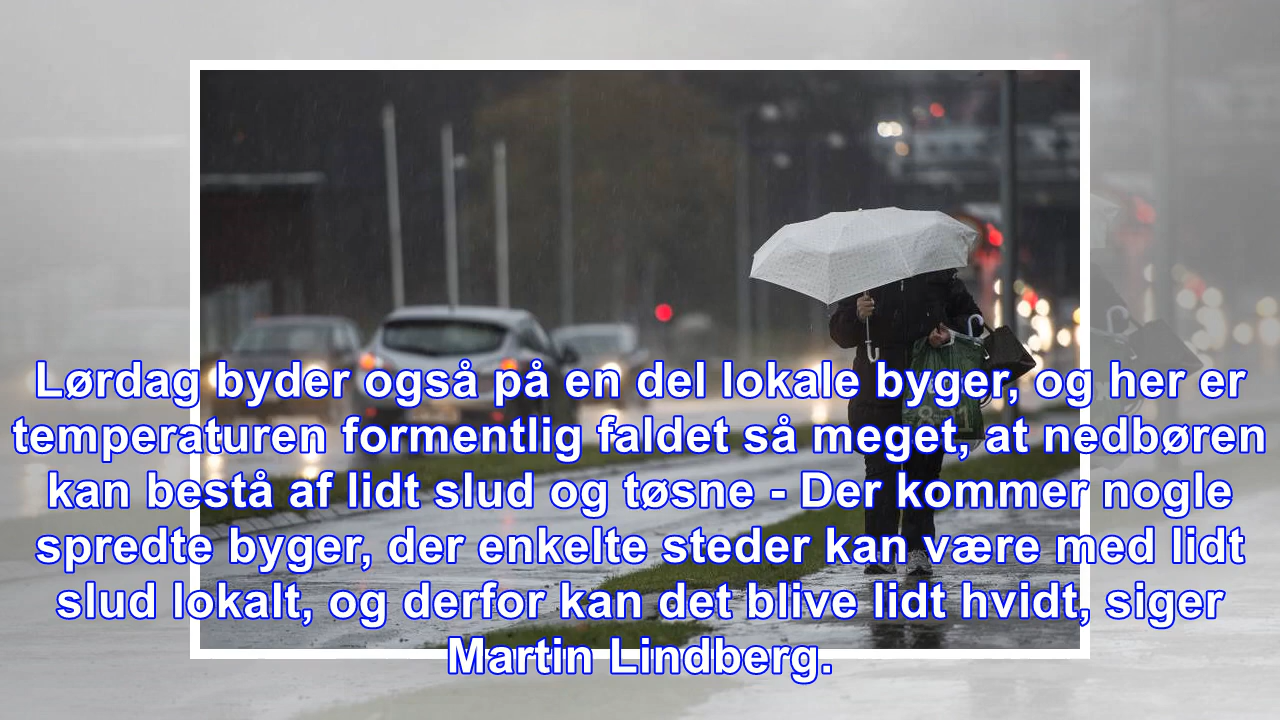 Lørdag byder også på en del lokale byger, og her er
temperaturen formentlig faldet så meget, at nedbøren
kan bestå af lidt slud og tøsne - Der kommer nogle
spredte byger, der enkelte steder kan være med lidt
slud lokalt, og derfor kan det blive lidt hvidt, siger
Martin Lindberg.